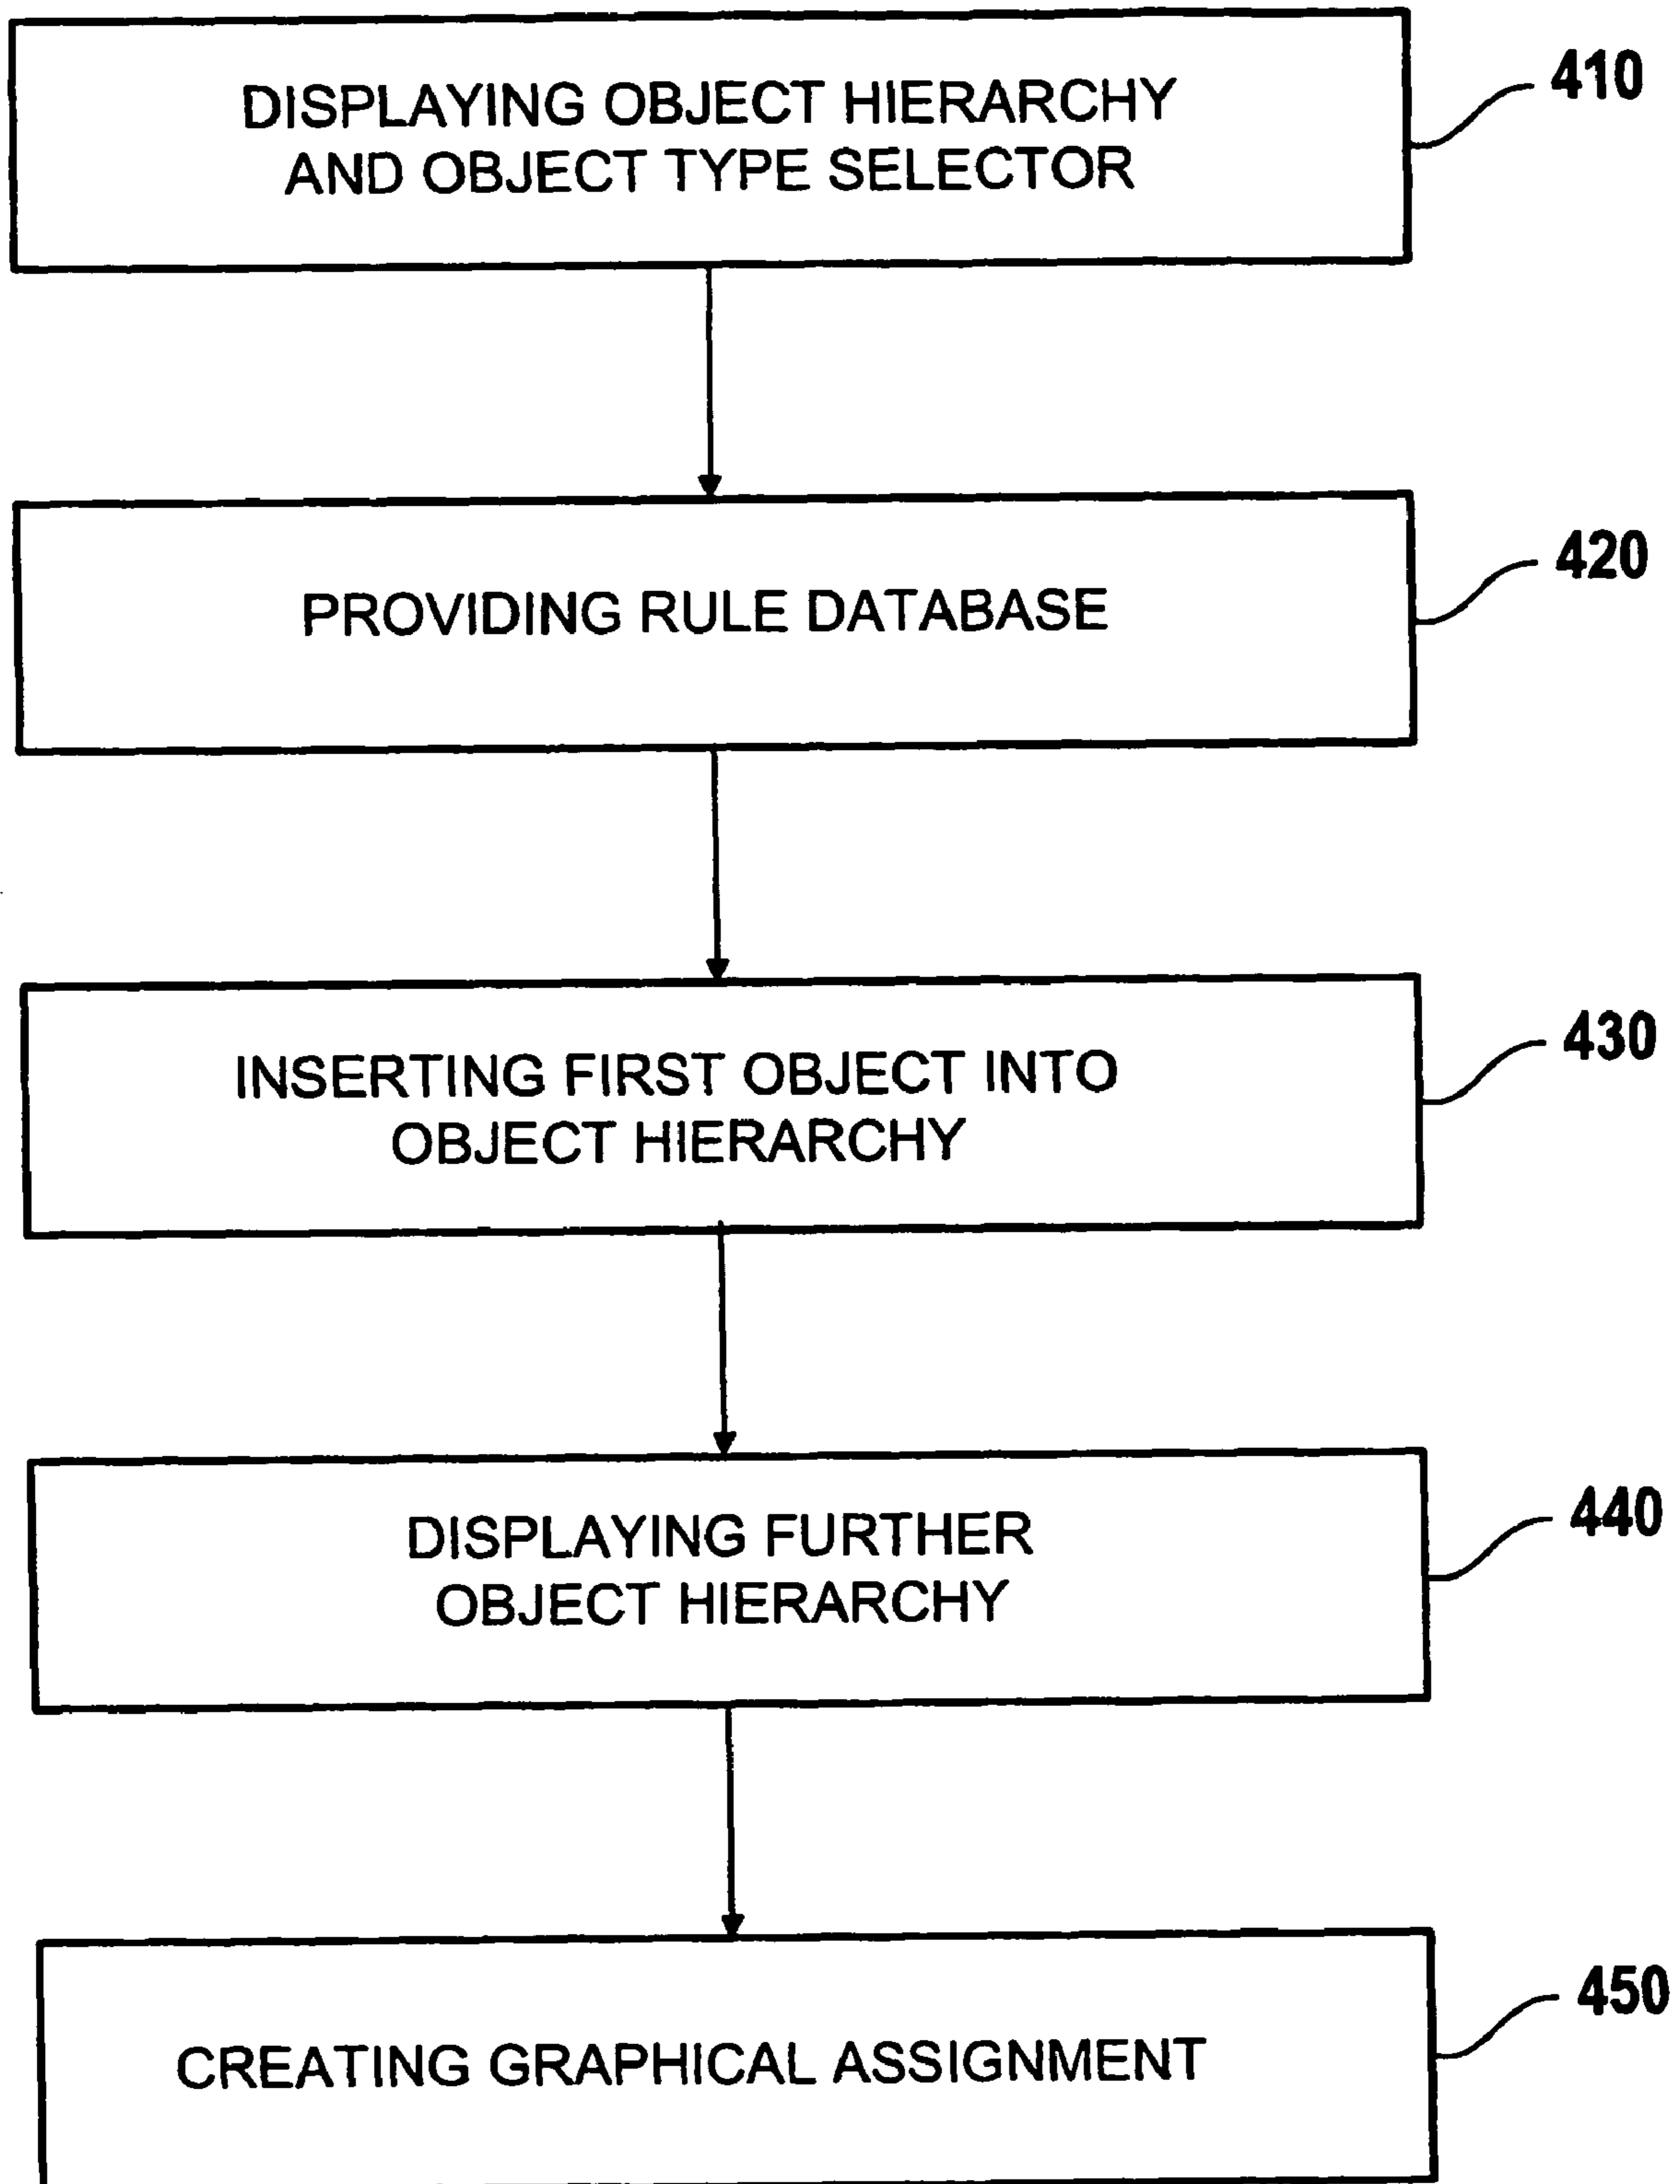 DISPLAYING OBJECT HIERARCHY
AND OBJECT TYPE SELECTOR
410
PROVIDING RULE DATABASE
420
INSERTING FIRST OBJECT INTO
OBJECT HIERARCHY
430
DISPLAYING FURTHER
OBJECT HIERARCHY
440
CREATING GRAPHICAL ASSIGNMENT
450